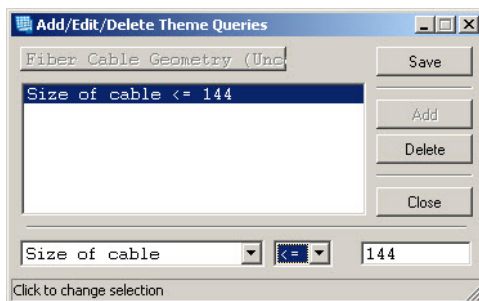 Add/Edit/Delete Theme Queries
Fiber Cable Geometry (Unc
Save
Size of cable <= 144
Add
Delete
Close
Size of cable <= 144
Click to change selection